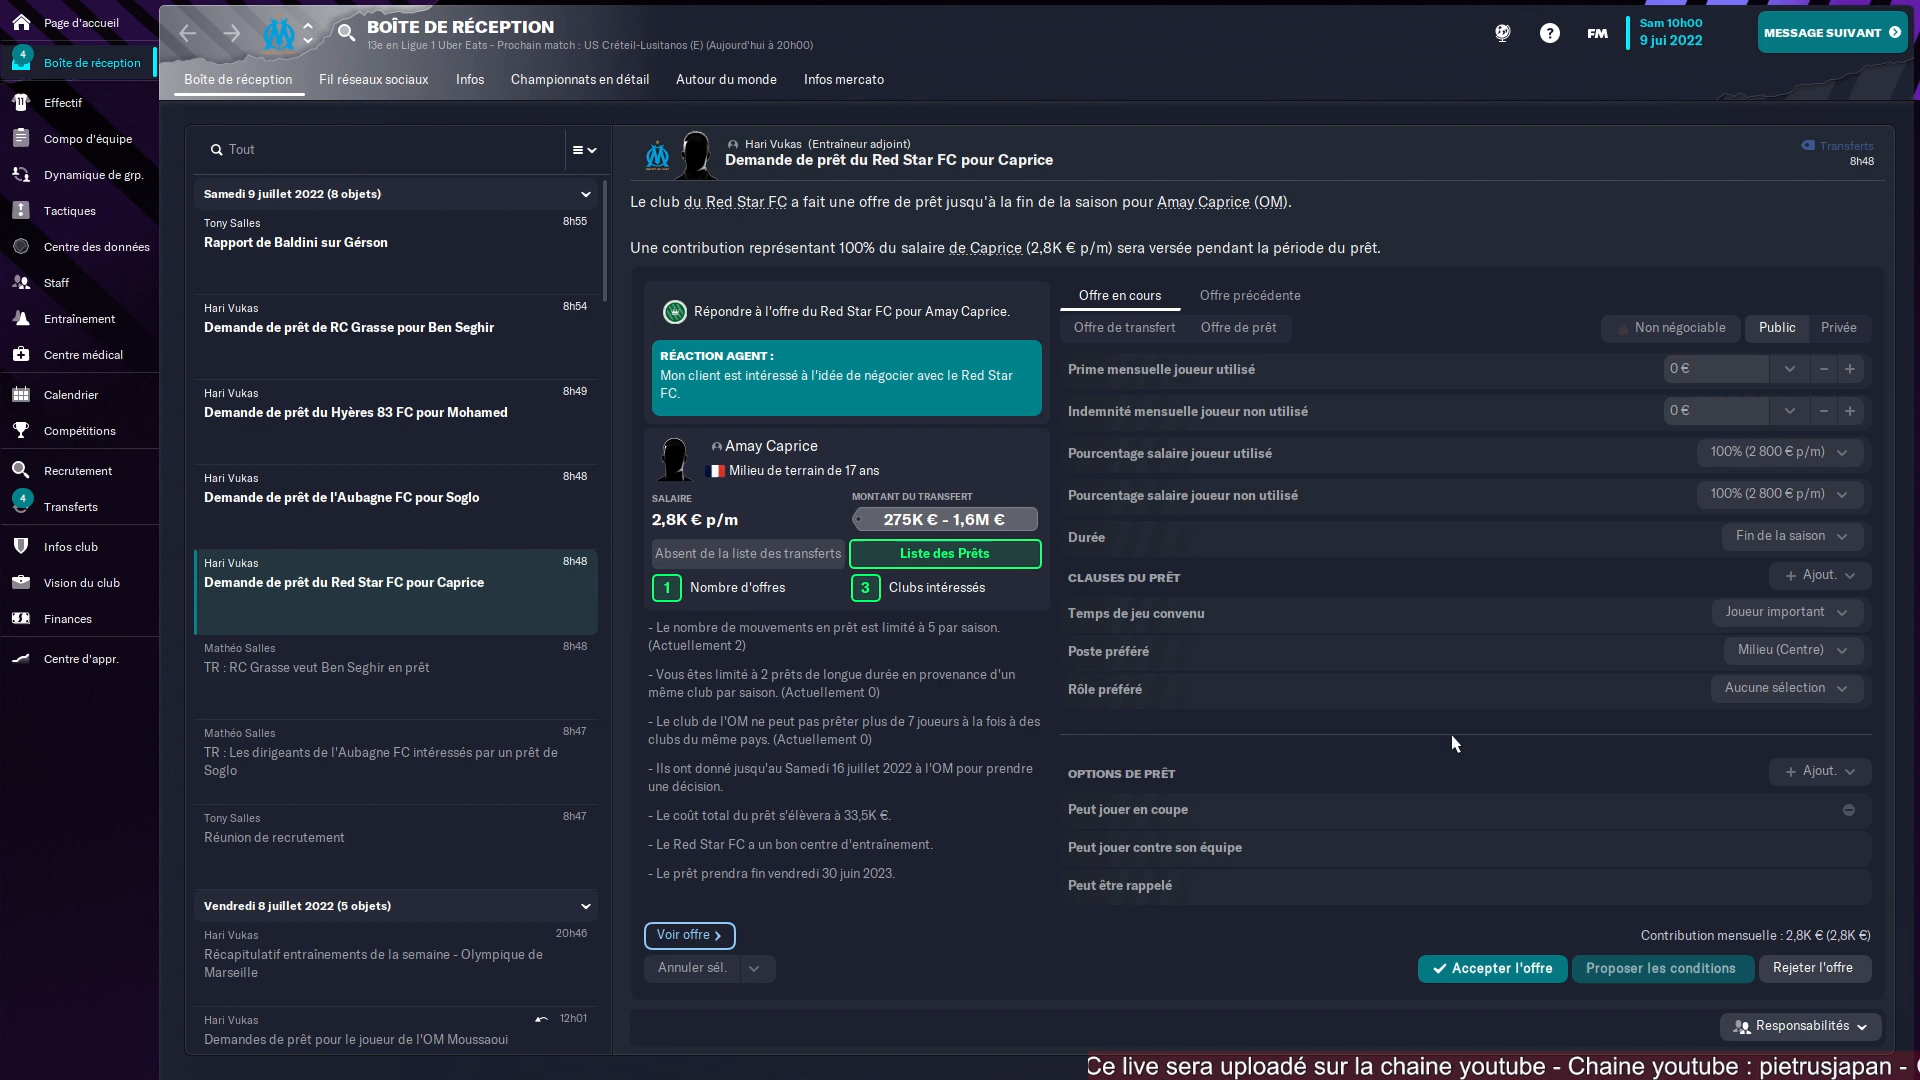 Page d'accueil
4
Boîte de réception
Effectif
Compo d'équipe
Dynamique de grp.
Tactiques
Centre des données
Staff
Entraînement
Centre médical
Calendrier
Compétitions
Recrutement
4
Transferts
Infos club
Vision du club
Finances
Centre d'appr.
BOÎTE DE RÉCEPTION
13e en Ligue 1 Uber Eats - Prochain match : US Créteil-Lusitanos (E) (Aujourd'hui à 20h00)
FM
Sam 10h00
9 jui 2022
MESSAGE SUIVANT
Boîte de réception
Fil réseaux sociaux
Infos
Championnats en détail
Autour du monde
Infos mercato
Tout
Samedi 9 juillet 2022 (8 objets)
Tony Salles 8h55
Rapport de Baldini sur Gérson
Hari Vukas 8h54
Demande de prêt de RC Grasse pour Ben Seghir
Hari Vukas 8h49
Demande de prêt du Hyères 83 FC pour Mohamed
Hari Vukas 8h48
Demande de prêt de l'Aubagne FC pour Soglo
Hari Vukas 8h48
Demande de prêt du Red Star FC pour Caprice
Mathéo Salles 8h48
TR : RC Grasse veut Ben Seghir en prêt
Mathéo Salles 8h47
TR : Les dirigeants de l'Aubagne FC intéressés par un prêt de
Soglo
Tony Salles 8h47
Réunion de recrutement
Vendredi 8 juillet 2022 (5 objets)
Hari Vukas 20h46
Récapitulatif entraînements de la semaine - Olympique de
Marseille
Hari Vukas 12h01
Demandes de prêt pour le joueur de l'OM Moussaoui
Hari Vukas (Entraîneur adjoint)
Demande de prêt du Red Star FC pour Caprice
Transferts
8h48
Le club du Red Star FC a fait une offre de prêt jusqu'à la fin de la saison pour Amay Caprice (OM).
Une contribution représentant 100% du salaire de Caprice (2,8K € p/m) sera versée pendant la période du prêt.
Répondre à l'offre du Red Star FC pour Amay Caprice.
RÉACTION AGENT :
Mon client est intéressé à l'idée de négocier avec le Red Star
FC.
Amay Caprice
Milieu de terrain de 17 ans
SALAIRE
2,8K € p/m
MONTANT DU TRANSFERT
275K € - 1,6M €
Absent de la liste des transferts
Liste des Prêts
1 Nombre d'offres
3 Clubs intéressés
- Le nombre de mouvements en prêt est limité à 5 par saison.
(Actuellement 2)
- Vous êtes limité à 2 prêts de longue durée en provenance d'un
même club par saison. (Actuellement 0)
- Le club de l'OM ne peut pas prêter plus de 7 joueurs à la fois à des
clubs du même pays. (Actuellement 0)
- Ils ont donné jusqu'au Samedi 16 juillet 2022 à l'OM pour prendre
une décision.
- Le coût total du prêt s'élèvera à 33,5K €.
- Le Red Star FC a un bon centre d'entraînement.
- Le prêt prendra fin vendredi 30 juin 2023.
Voir offre
Annuler sél.
Offre en cours
Offre précédente
Offre de transfert
Offre de prêt
Non négociable
Public
Privée
Prime mensuelle joueur utilisé 0 €
Indemnité mensuelle joueur non utilisé 0 €
Pourcentage salaire joueur utilisé 100% (2 800 € p/m)
Pourcentage salaire joueur non utilisé 100% (2 800 € p/m)
Durée Fin de la saison
CLAUSES DU PRÊT + Ajout.
Temps de jeu convenu Joueur important
Poste préféré Milieu (Centre)
Rôle préféré Aucune sélection
OPTIONS DE PRÊT + Ajout.
Peut jouer en coupe
Peut jouer contre son équipe
Peut être rappelé
Contribution mensuelle : 2,8K € (2,8K €)
Accepter l'offre
Proposer les conditions
Rejeter l'offre
Responsabilités
Ce live sera uploadé sur la chaine youtube - Chaine youtube : pietrusjapan -